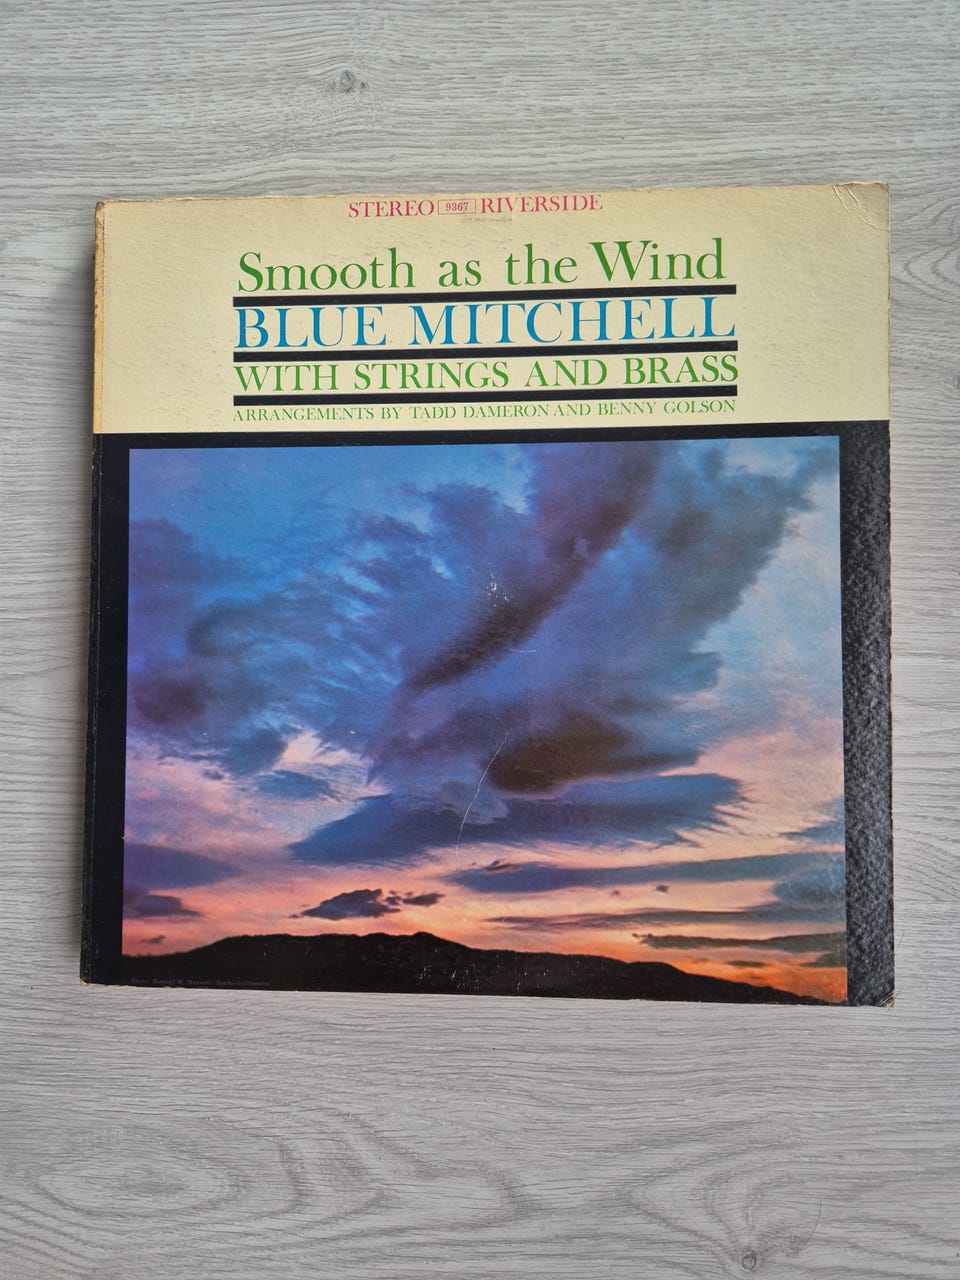 STEREO 9367 RIVERSIDE
Smooth as the Wind
BLUE MITCHELL
WITH STRINGS AND BRASS
ARRANGEMENTS BY TADD DAMERON AND BENNY GOLSON